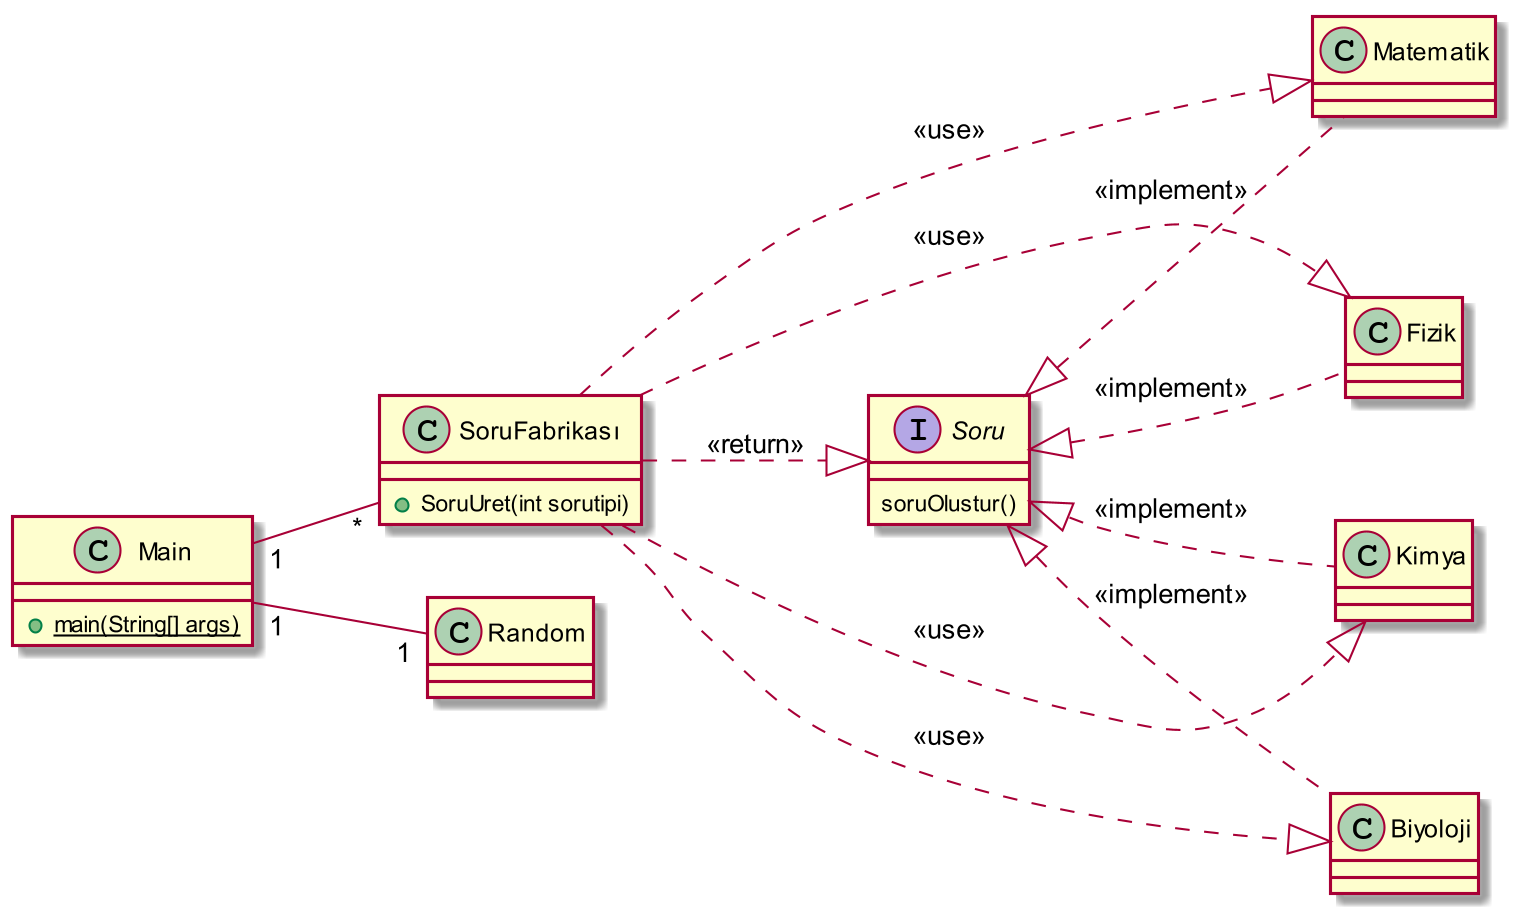 C Matematik
«use»
«implement»
«use»
C Fizik
«implement»
C SoruFabrikası
SoruUret(int sorutipi)
«return»
I Soru
soruOlustur()
C Main
main(String[] args)
1
*
1
1
C Random
«implement»
C Kimya
«implement»
«use»
«use»
C Biyoloji